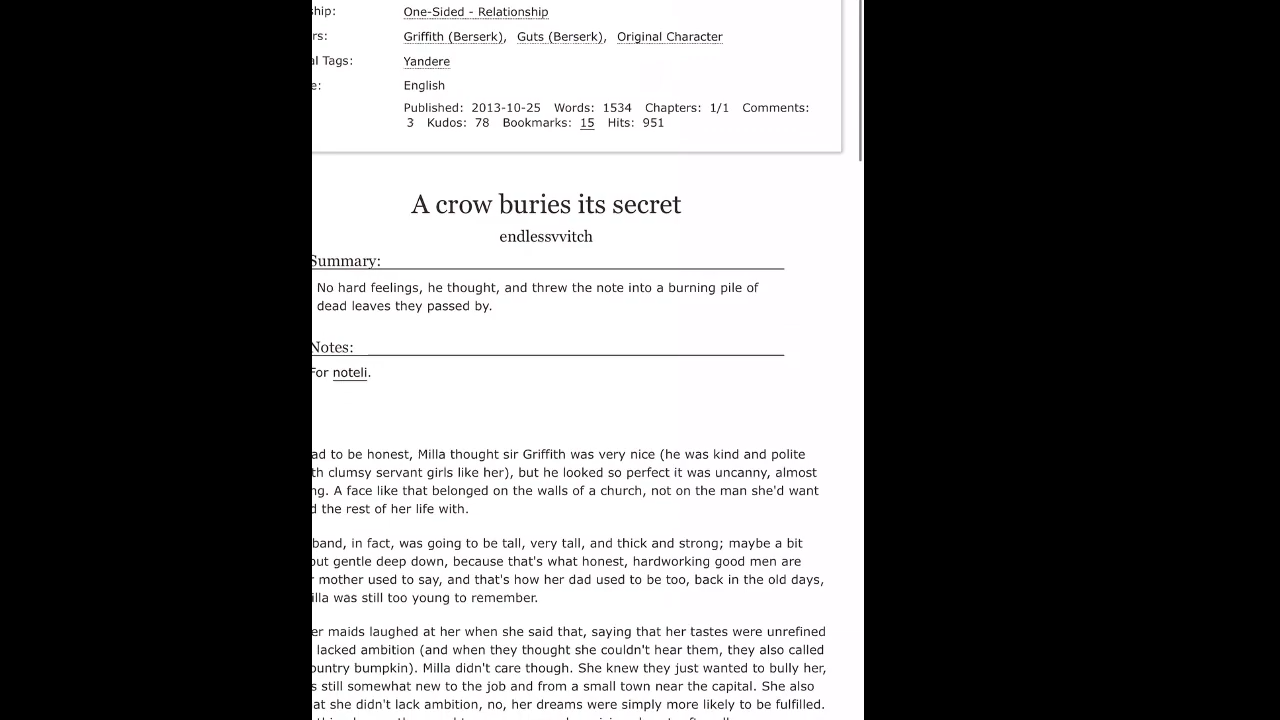 ship:
One-Sided - Relationship
rs:
Griffith (Berserk), Guts (Berserk), Original Character
al Tags:
Yandere
e:
English
Published: 2013-10-25 Words: 1534 Chapters: 1/1 Comments:
3 Kudos: 78 Bookmarks: 15 Hits: 951
A crow buries its secret
endlessvvitch
Summary:
No hard feelings, he thought, and threw the note into a burning pile of
dead leaves they passed by.
Notes:
For noteli.
ad to be honest, Milla thought sir Griffith was very nice (he was kind and polite
th clumsy servant girls like her), but he looked so perfect it was uncanny, almost
ng. A face like that belonged on the walls of a church, not on the man she'd want
d the rest of her life with.
band, in fact, was going to be tall, very tall, and thick and strong; maybe a bit
but gentle deep down, because that's what honest, hardworking good men are
r mother used to say, and that's how her dad used to be too, back in the old days,
illa was still too young to remember.
er maids laughed at her when she said that, saying that her tastes were unrefined
lacked ambition (and when they thought she couldn't hear them, they also called
ountry bumpkin). Milla didn't care though. She knew they just wanted to bully her,
s still somewhat new to the job and from a small town near the capital. She also
at she didn't lack ambition, no, her dreams were simply more likely to be fulfilled.